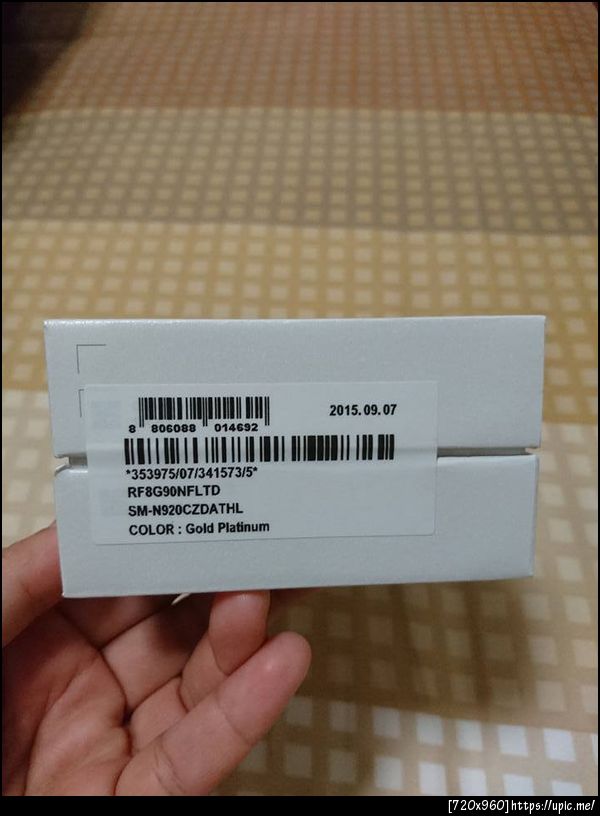 2015.09.07
8 806088 014692
*353975/07/341573/5*
RF8G90NFLTD
SM-N920CZDATHL
COLOR : Gold Platinum
[720x960]https://upic.me/